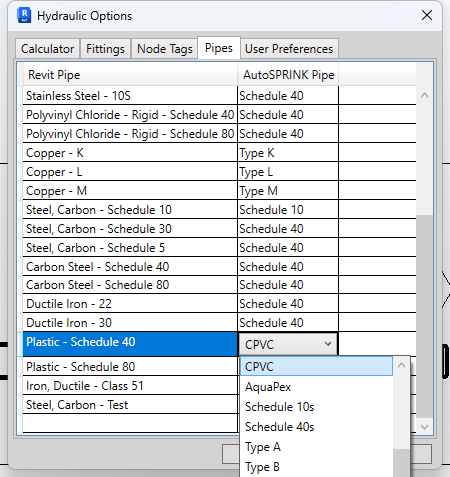 Hydraulic Options
Calculator Fittings Node Tags Pipes User Preferences
Revit Pipe AutoSPRINK Pipe
Stainless Steel - 10S Schedule 40
Polyvinyl Chloride - Rigid - Schedule 40 Schedule 40
Polyvinyl Chloride - Rigid - Schedule 80 Schedule 40
Copper - K Type K
Copper - L Type L
Copper - M Type M
Steel, Carbon - Schedule 10 Schedule 10
Steel, Carbon - Schedule 30 Schedule 40
Steel, Carbon - Schedule 5 Schedule 40
Carbon Steel - Schedule 40 Schedule 40
Carbon Steel - Schedule 80 Schedule 40
Ductile Iron - 22 Schedule 40
Ductile Iron - 30 Schedule 40
Plastic - Schedule 40 CPVC
Plastic - Schedule 80 CPVC
Iron, Ductile - Class 51 AquaPex
Steel, Carbon - Test Schedule 10s
Schedule 40s
Type A
Type B